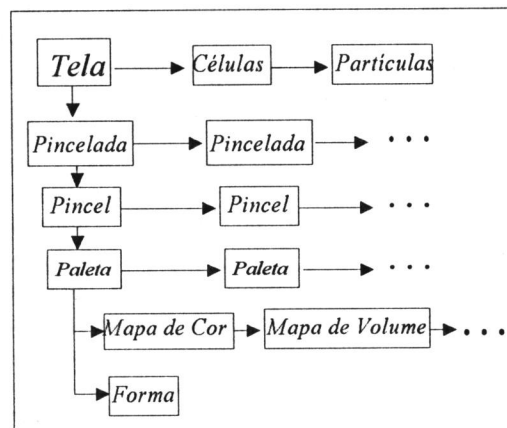 Tela Células Partículas
Pincelada Pincelada . . .
Pincel Pincel . . .
Paleta Paleta . . .
Mapa de Cor Mapa de Volume . . .
Forma